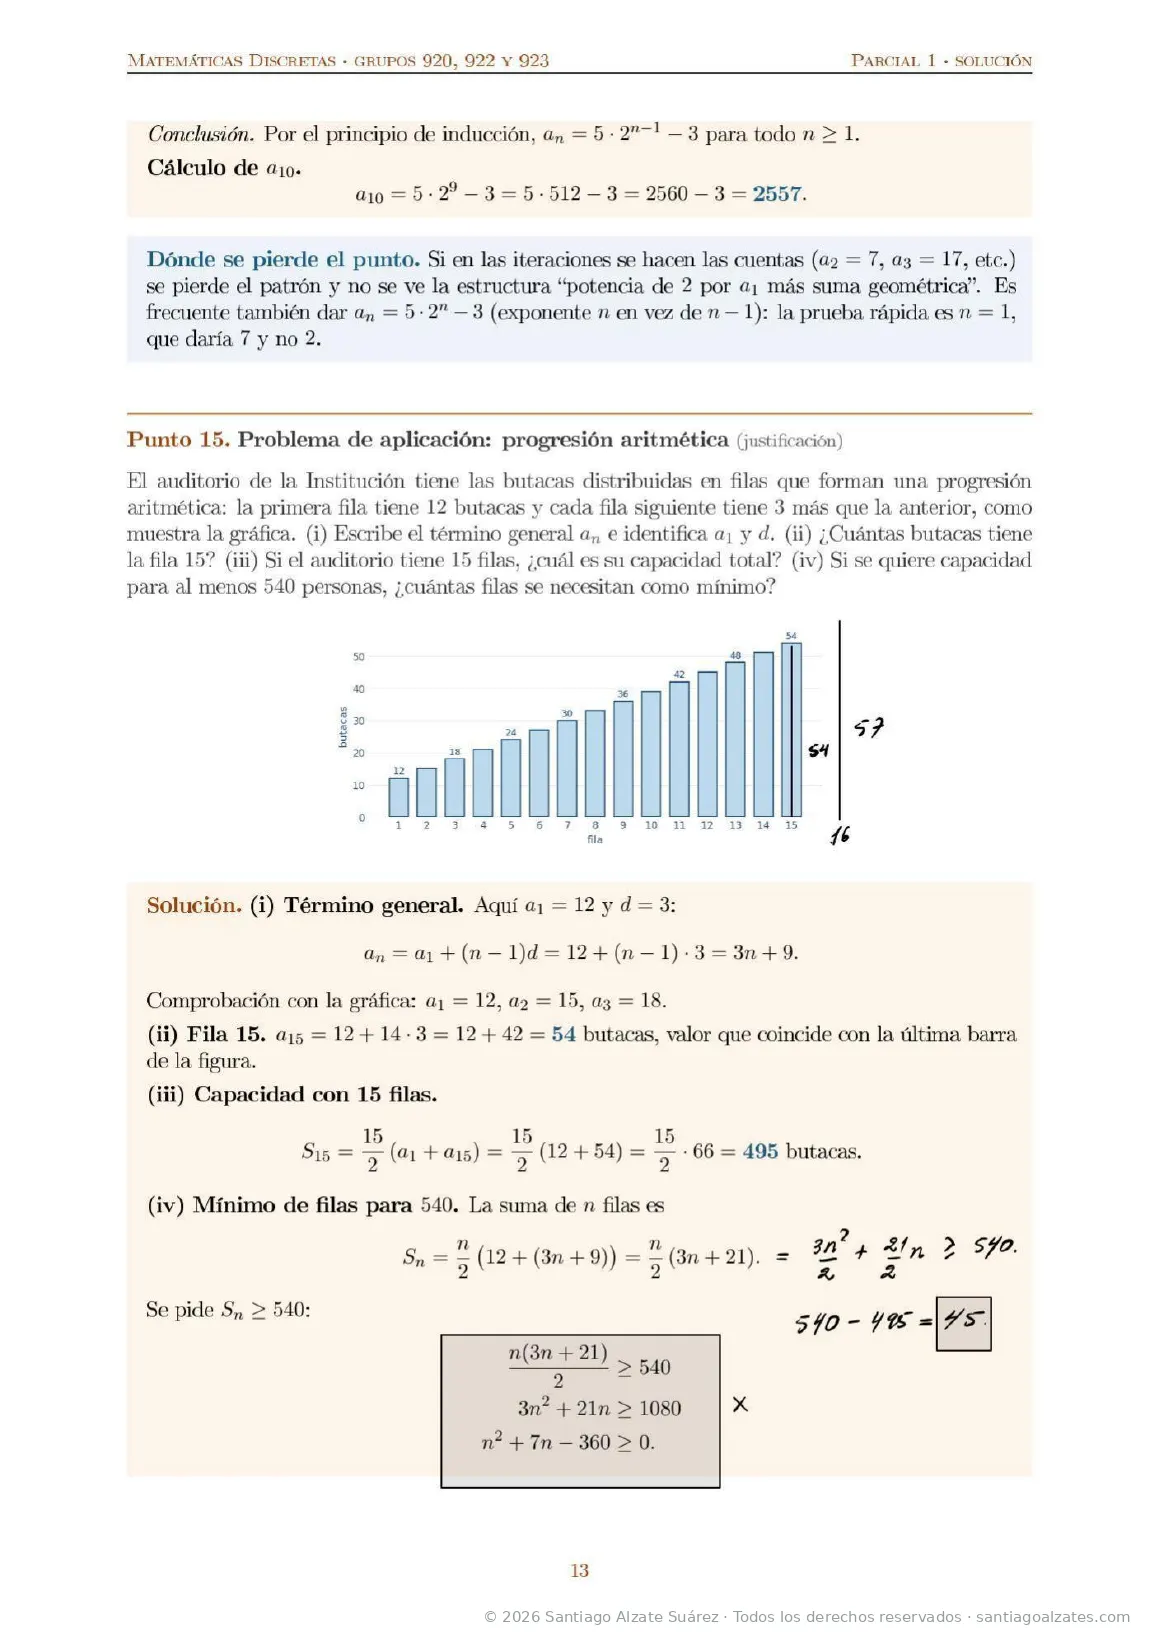 MATEMÁTICAS DISCRETAS · GRUPOS 920, 922 Y 923 PARCIAL 1 · SOLUCIÓN
Conclusión. Por el principio de inducción, aₙ = 5 · 2ⁿ⁻¹ − 3 para todo n ≥ 1.
Cálculo de a₁₀.
a₁₀ = 5 · 2⁹ − 3 = 5 · 512 − 3 = 2560 − 3 = 2557.
Dónde se pierde el punto. Si en las iteraciones se hacen las cuentas (a₂ = 7, a₃ = 17, etc.)
se pierde el patrón y no se ve la estructura “potencia de 2 por a₁ más suma geométrica”. Es
frecuente también dar aₙ = 5 · 2ⁿ − 3 (exponente n en vez de n − 1): la prueba rápida es n = 1,
que daría 7 y no 2.
Punto 15. Problema de aplicación: progresión aritmética (justificación)
El auditorio de la Institución tiene las butacas distribuidas en filas que forman una progresión
aritmética: la primera fila tiene 12 butacas y cada fila siguiente tiene 3 más que la anterior, como
muestra la gráfica. (i) Escribe el término general aₙ e identifica a₁ y d. (ii) ¿Cuántas butacas tiene
la fila 15? (iii) Si el auditorio tiene 15 filas, ¿cuál es su capacidad total? (iv) Si se quiere capacidad
para al menos 540 personas, ¿cuántas filas se necesitan como mínimo?
butacas
50
40
30
20
10
0
12 18 24 30 36 42 48 54
54
57
1 2 3 4 5 6 7 8 9 10 11 12 13 14 15
16
fila
Solución. (i) Término general. Aquí a₁ = 12 y d = 3:
aₙ = a₁ + (n − 1)d = 12 + (n − 1) · 3 = 3n + 9.
Comprobación con la gráfica: a₁ = 12, a₂ = 15, a₃ = 18.
(ii) Fila 15. a₁₅ = 12 + 14 · 3 = 12 + 42 = 54 butacas, valor que coincide con la última barra
de la figura.
(iii) Capacidad con 15 filas.
S₁₅ = 15/2 (a₁ + a₁₅) = 15/2 (12 + 54) = 15/2 · 66 = 495 butacas.
(iv) Mínimo de filas para 540. La suma de n filas es
Sₙ = n/2 (12 + (3n + 9)) = n/2 (3n + 21). = 3n²/2 + 21/2 n ≥ 540.
Se pide Sₙ ≥ 540:
540 − 495 = 45.
n(3n + 21)/2 ≥ 540
3n² + 21n ≥ 1080 X
n² + 7n − 360 ≥ 0.
13
© 2026 Santiago Alzate Suárez · Todos los derechos reservados · santiagoalzates.com